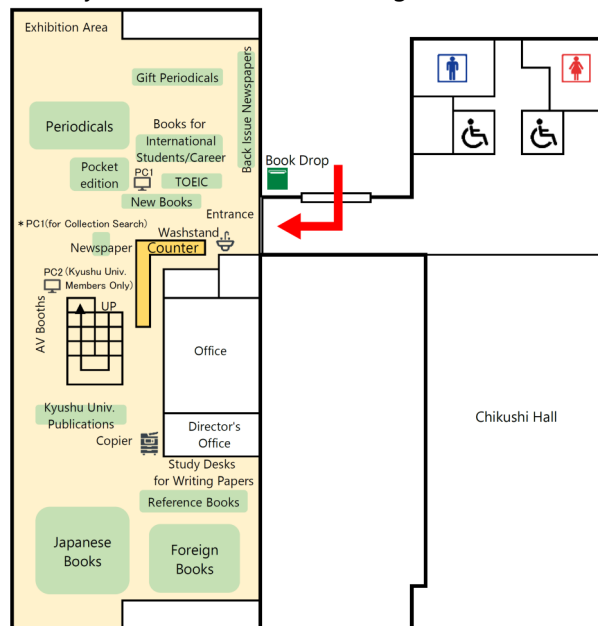 Exhibition Area
Gift Periodicals
Back Issue Newspapers
Periodicals
Books for
International
Students/Career
Pocket
edition
PC1
TOEIC
New Books
Book Drop
Entrance
*PC1(for Collection Search)
Washstand
Newspaper
Counter
PC2 (Kyushu Univ.
Members Only)
AV Booths
UP
Office
Kyushu Univ.
Publications
Copier
Director's
Office
Chikushi Hall
Study Desks
for Writing Papers
Reference Books
Japanese
Books
Foreign
Books